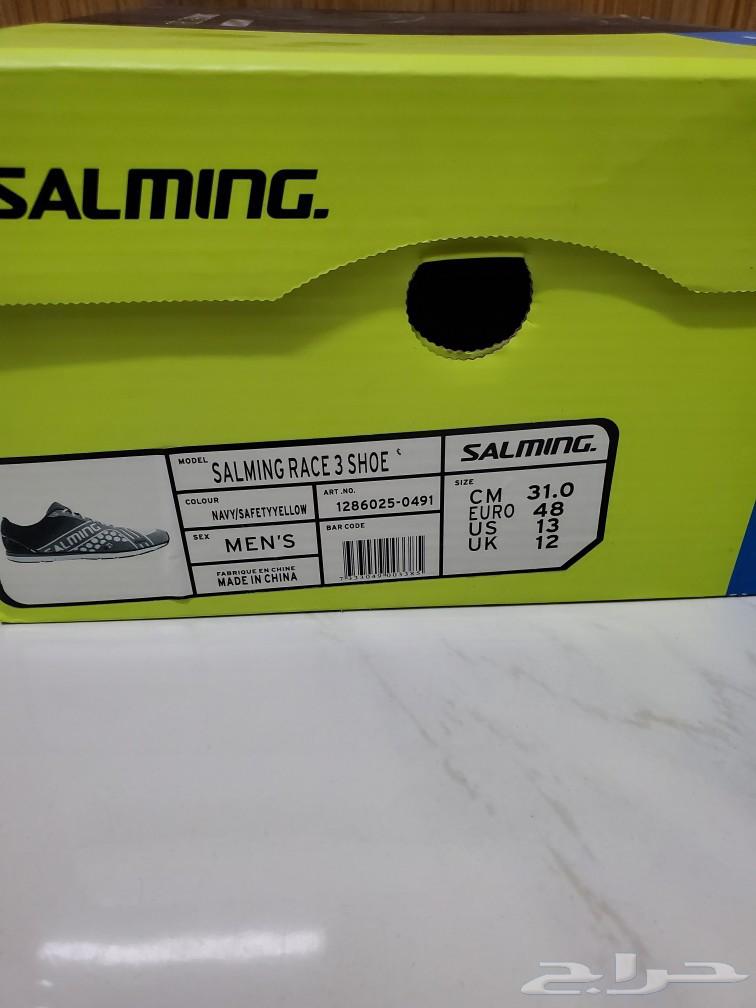 SALMING.
MODEL SALMING RACE 3 SHOE
COLOUR NAVY/SAFETYYELLOW
SEX MEN'S
FABRIQUE EN CHINE
MADE IN CHINA
ART.NO.
1286025-0491
BAR CODE
SALMING.
SIZE
CM 31.0
EURO 48
US 13
UK 12
SALMING
حراج